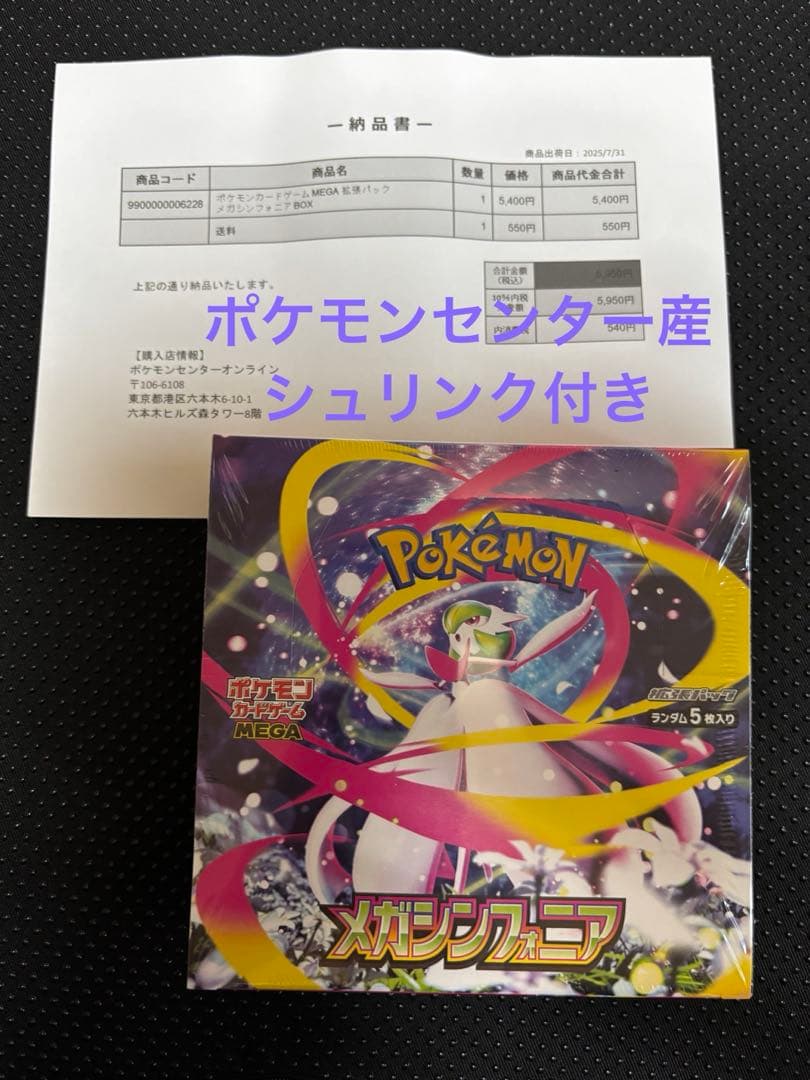 ー納品書ー
商品出荷日：2025/7/31
商品コード 商品名 数量 価格 商品代金合計
9900000006228 ポケモンカードゲーム MEGA 拡張パック メガシンフォニア BOX 1 5,400円 5,400円
送料 1 550円 550円
上記の通り納品いたします。
合計金額(税込) 5,950円
10%内税 金額 5,950円
540円
【購入店情報】
ポケモンセンターオンライン
〒106-6108
東京都港区六本木6-10-1
六本木ヒルズ森タワー8階
ポケモンセンター産
シュリンク付き
POKéMON
ポケモン
カードゲーム
MEGA
拡張パック
ランダム5枚入り
メガシンフォニア